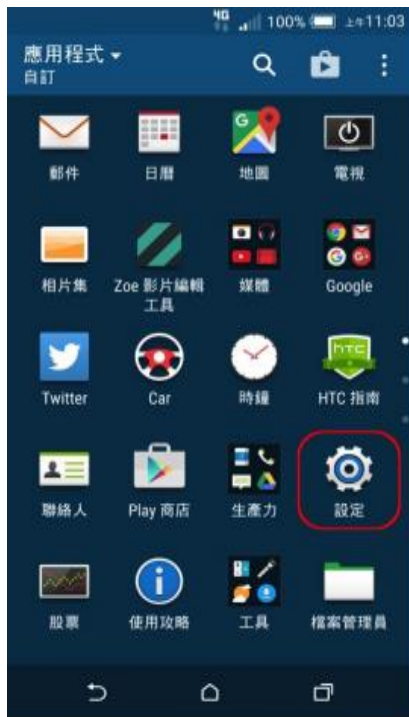 4G 100% 上午11:03
應用程式
自訂
郵件 日曆 地圖 電視
相片集 Zoe 影片編輯 媒體 Google
工具
Twitter Car 時鐘 HTC 指南
聯絡人 Play 商店 生產力 設定
股票 使用攻略 工具 檔案管理員